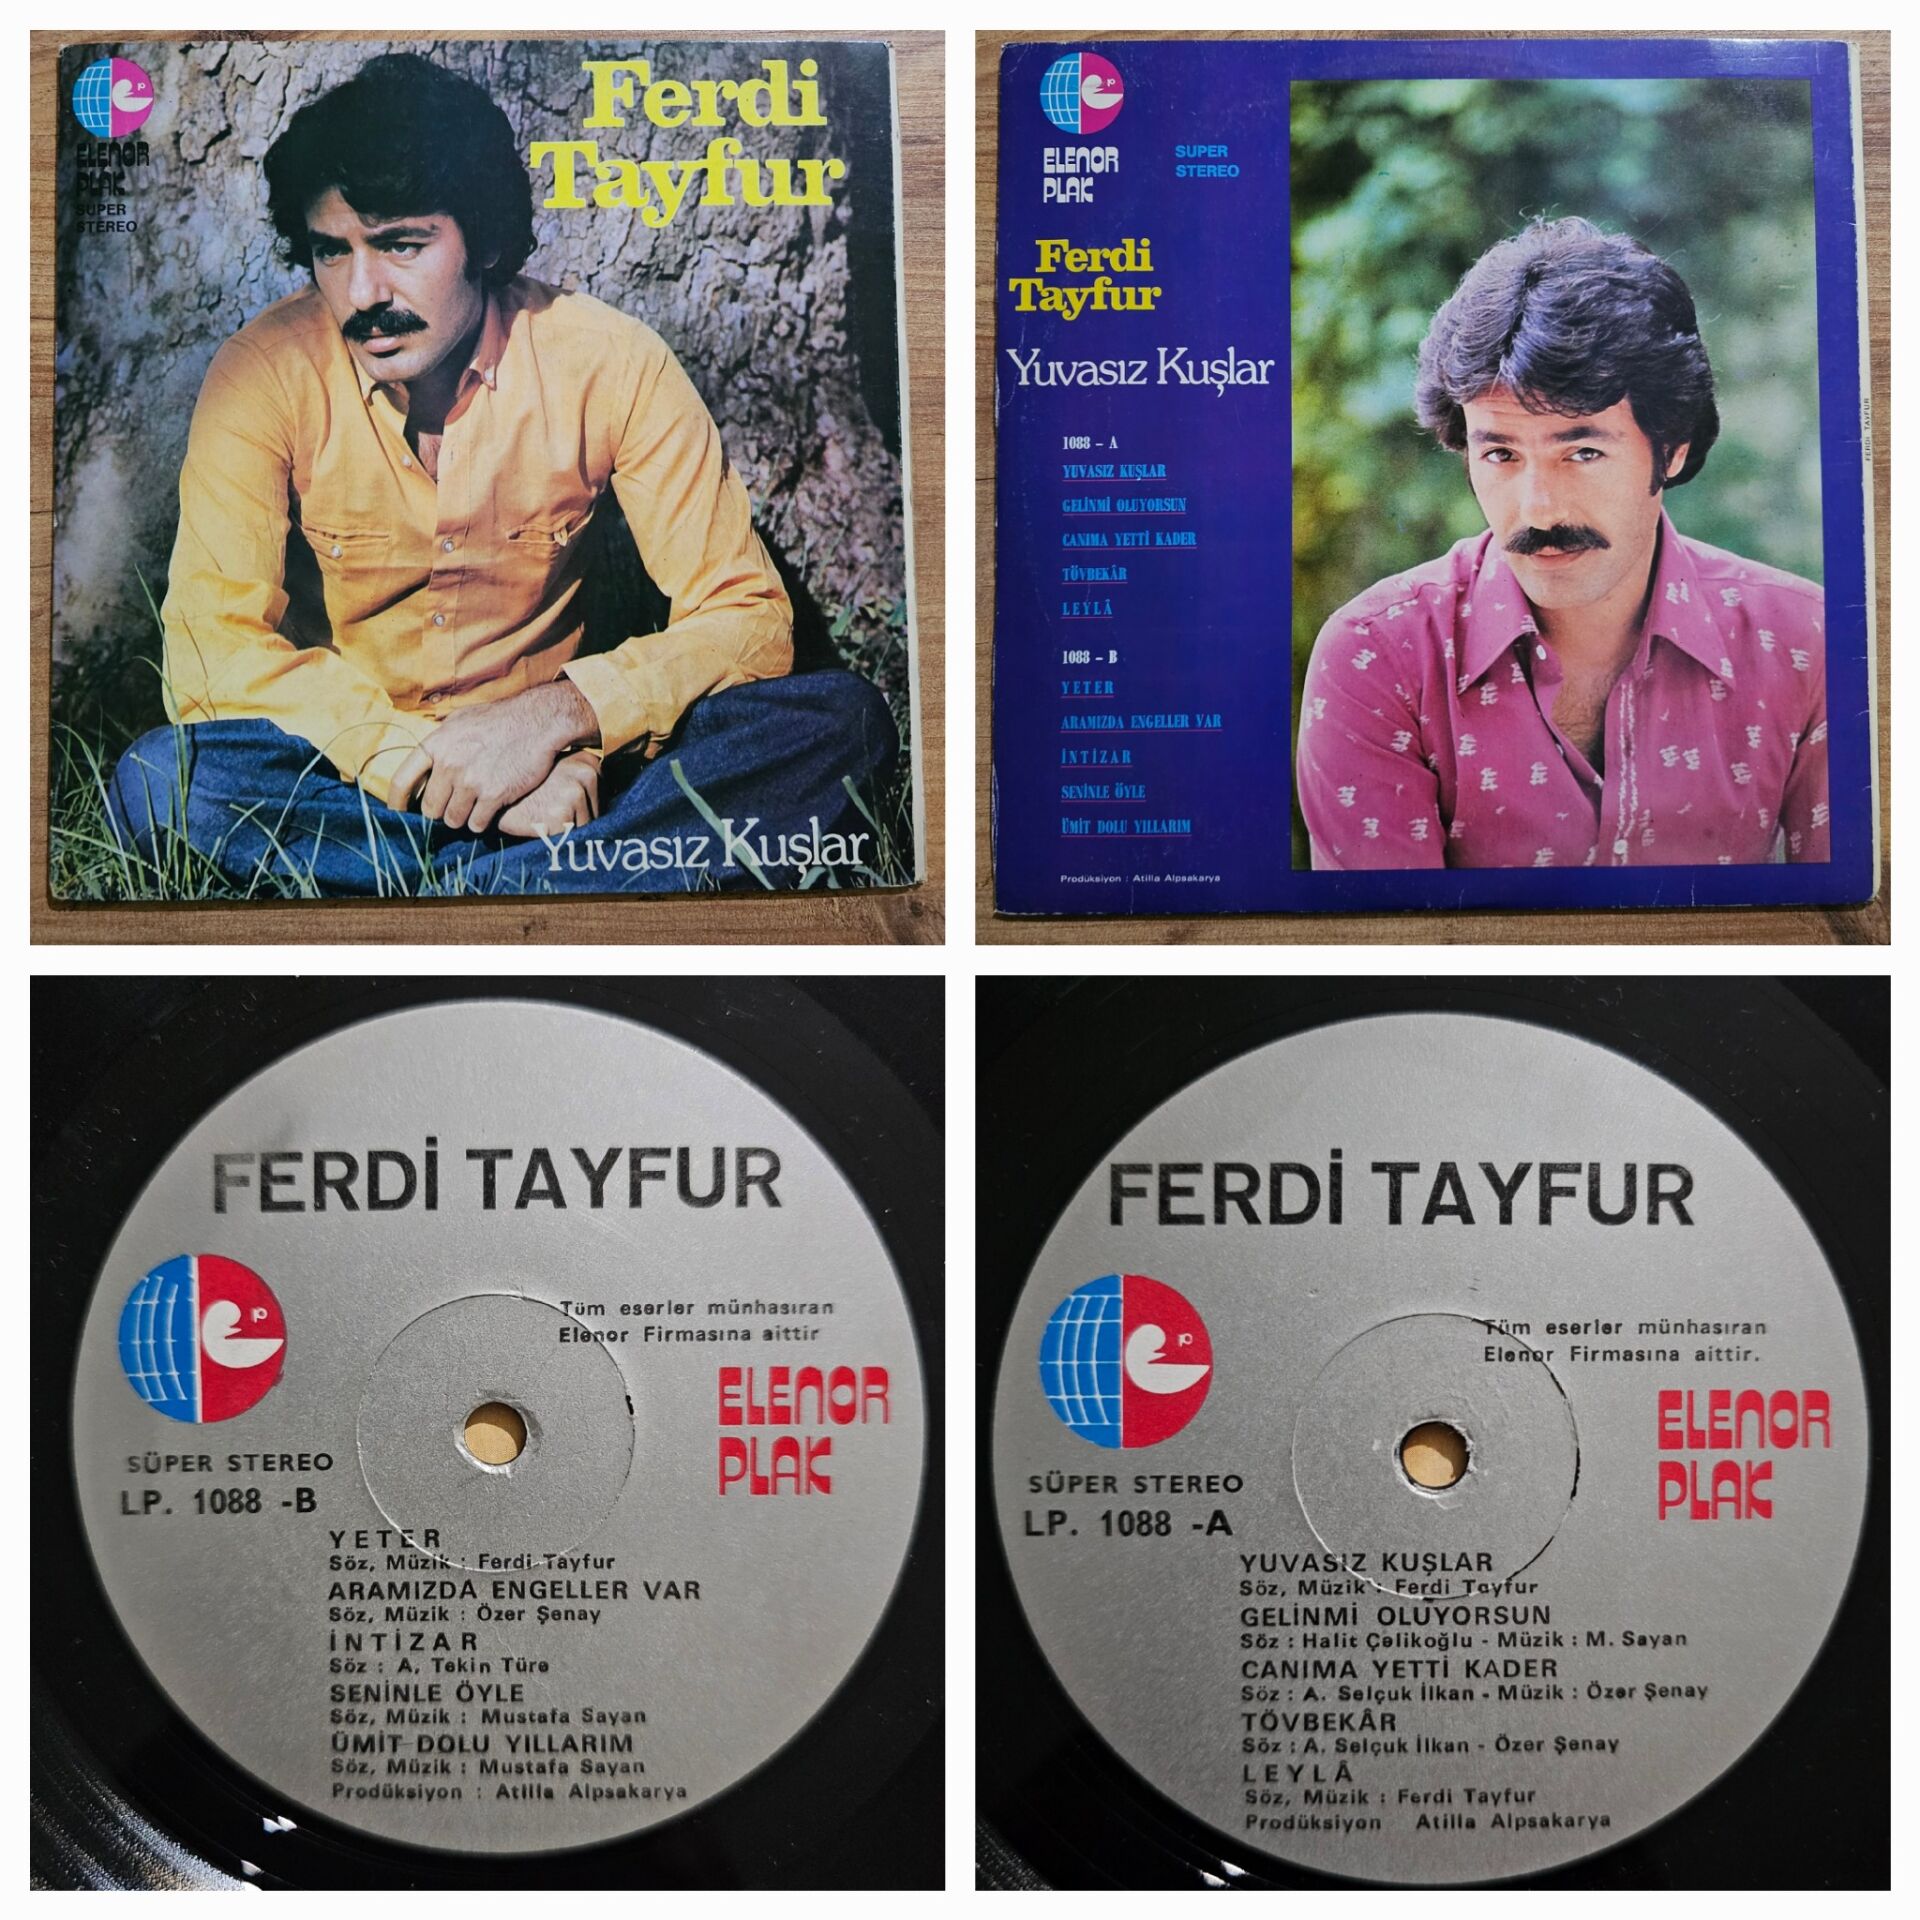 ELENOR
PLAK
SUPER
STEREO
Ferdi
Tayfur
Yuvasız Kuşlar
ELENOR
PLAK
SUPER
STEREO
Ferdi
Tayfur
Yuvasız Kuşlar
1088 - A
YUVASIZ KUŞLAR
GELİNMİ OLUYORSUN
CANIMA YETTİ KADER
TÖVBEKÂR
LEYLÂ
1088 - B
YETER
ARAMIZDA ENGELLER VAR
İNTİZAR
SENİNLE ÖYLE
ÜMİT DOLU YILLARIM
Prodüksiyon : Atilla Alpsakarya
FERDI TAYFUR
FERDİ TAYFUR
Tüm eserler münhasıran
Elenor Firmasına aittir
ELENOR
PLAK
SÜPER STEREO
LP. 1088 -B
YETER
Söz, Müzik : Ferdi Tayfur
ARAMIZDA ENGELLER VAR
Söz, Müzik : Özer Şenay
İNTİZAR
Söz : A. Tekin Türe
SENİNLE ÖYLE
Söz, Müzik : Mustafa Sayan
ÜMİT DOLU YILLARIM
Söz, Müzik : Mustafa Sayan
Prodüksiyon : Atilla Alpsakarya
FERDİ TAYFUR
Tüm eserler münhasıran
Elenor Firmasına aittir.
ELENOR
PLAK
SÜPER STEREO
LP. 1088 -A
YUVASIZ KUŞLAR
Söz, Müzik : Ferdi Tayfur
GELİNMİ OLUYORSUN
Söz : Halit Çelikoğlu - Müzik : M. Sayan
CANIMA YETTİ KADER
Söz : A. Selçuk İlkan - Müzik : Özer Şenay
TÖVBEKÂR
Söz : A. Selçuk İlkan - Özer Şenay
LEYLÂ
Söz, Müzik : Ferdi Tayfur
Prodüksiyon Atilla Alpsakarya